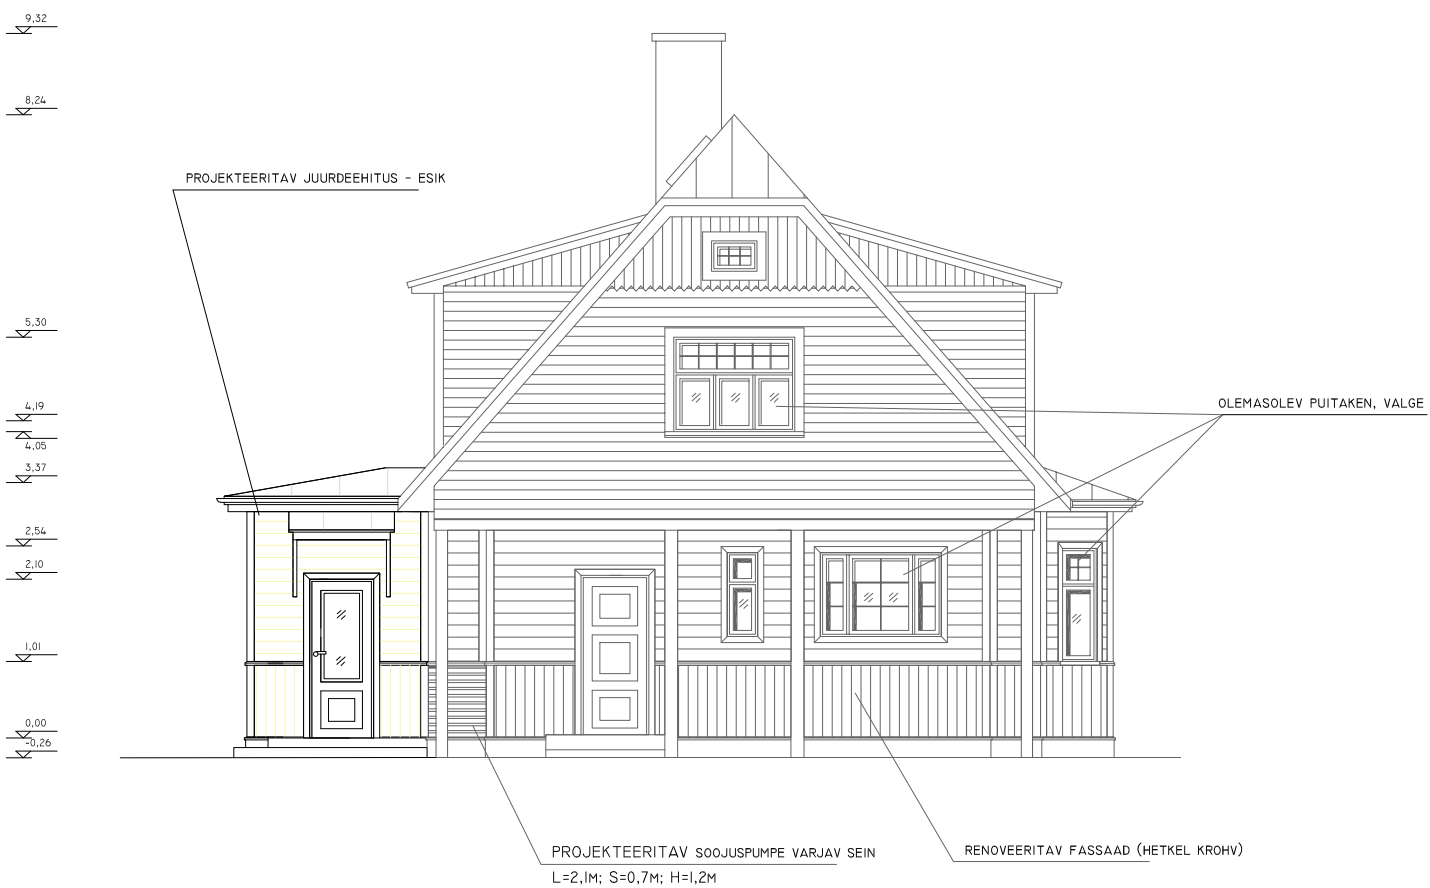 9,32
8,24
PROJEKTEERITAV JUURDEEHITUS - ESIK
5,30
4,19
OLEMASOLEV PUITAKEN, VALGE
4,05
3,37
2,54
2,10
1,01
0,00
-0,26
PROJEKTEERITAV SOOJUSPUMPE VARJAV SEIN
L=2,1M; S=0,7M; H=1,2M
RENOVEERITAV FASSAAD (HETKEL KROHV)